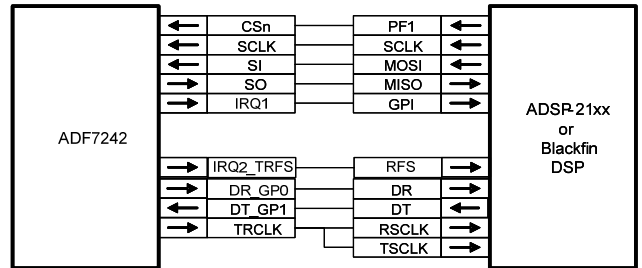 CSn PF1
SCLK SCLK
SI MOSI
SO MISO
IRQ1 GPI
ADF7242
ADSP-21xx
or
Blackfin
DSP
IRQ2_TRFS RFS
DR_GP0 DR
DT_GP1 DT
TRCLK RSCLK
TSCLK